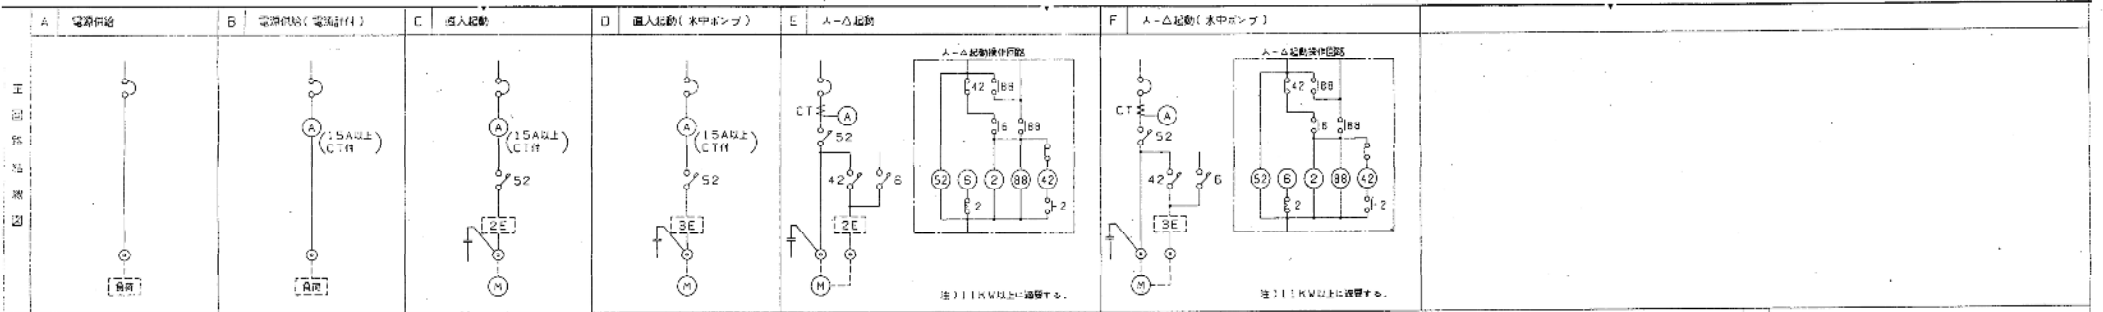 A 電源供給
B 電源供給(電流計付)
C 直入起動
D 直入起動(水中ポンプ)
E 人-△起動
F 人-△起動(水中ポンプ)
主回路結線図
負荷
A
(15A以上
CT付)
負荷
A
(15A以上
CT付)
52
2E
M
A
(15A以上
CT付)
52
3E
M
CT
A
52
42
6
2E
M
人-△起動操作回路
42
88
6
88
52
6
2
88
42
2
2
注)11KW以上に適要する.
CT
A
52
42
6
3E
M
人-△起動操作回路
42
88
6
88
52
6
2
88
42
2
2
注)11KW以上に適要する.